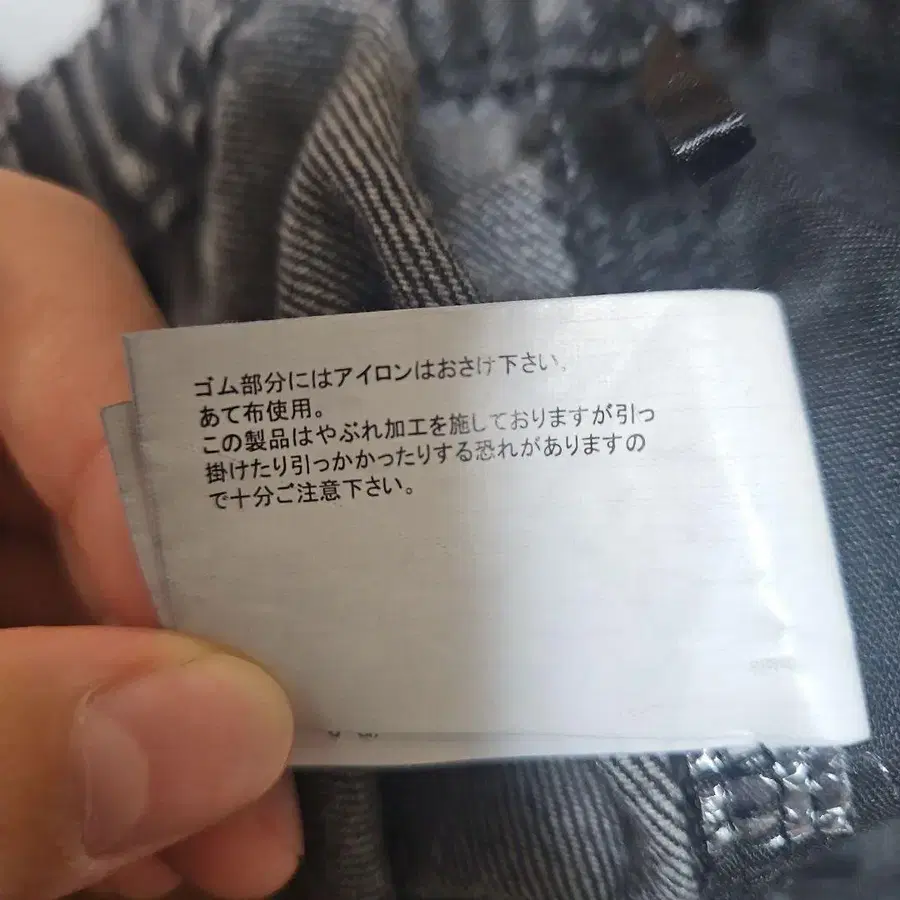 ゴム部分にはアイロンはおさけ下さい。
あて布使用。
この製品はやぶれ加工を施しておりますが引っ
掛けたり引っかかったりする恐れがありますの
で十分ご注意下さい。